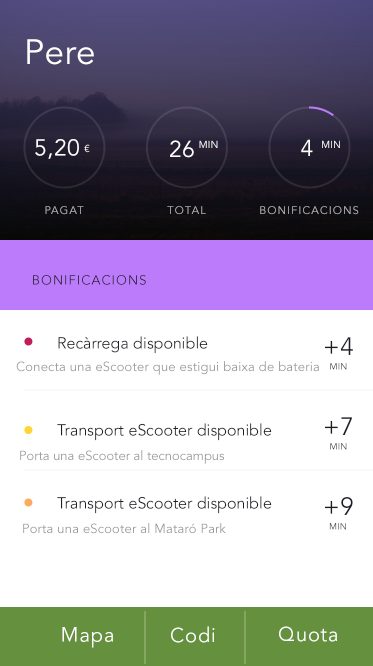 Pere
5,20 € 26 MIN 4 MIN
PAGAT TOTAL BONIFICACIONS
BONIFICACIONS
Recàrrega disponible +4
Conecta una eScooter que estigui baixa de bateria MIN
Transport eScooter disponible +7
Porta una eScooter al tecnocampus MIN
Transport eScooter disponible +9
Porta una eScooter al Mataró Park MIN
Mapa Codi Quota